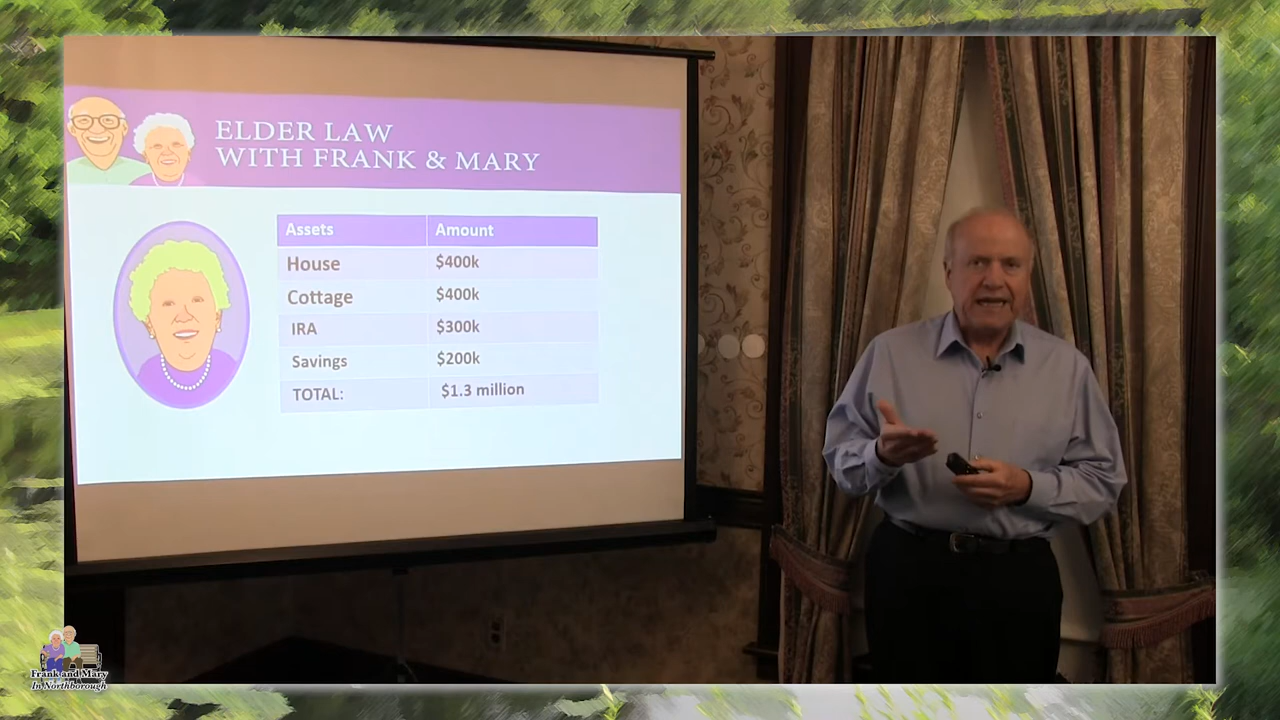 ELDER LAW
WITH FRANK & MARY
Assets Amount
House $400k
Cottage $400k
IRA $300k
Savings $200k
TOTAL: $1.3 million
Frank and Mary
In Northborough